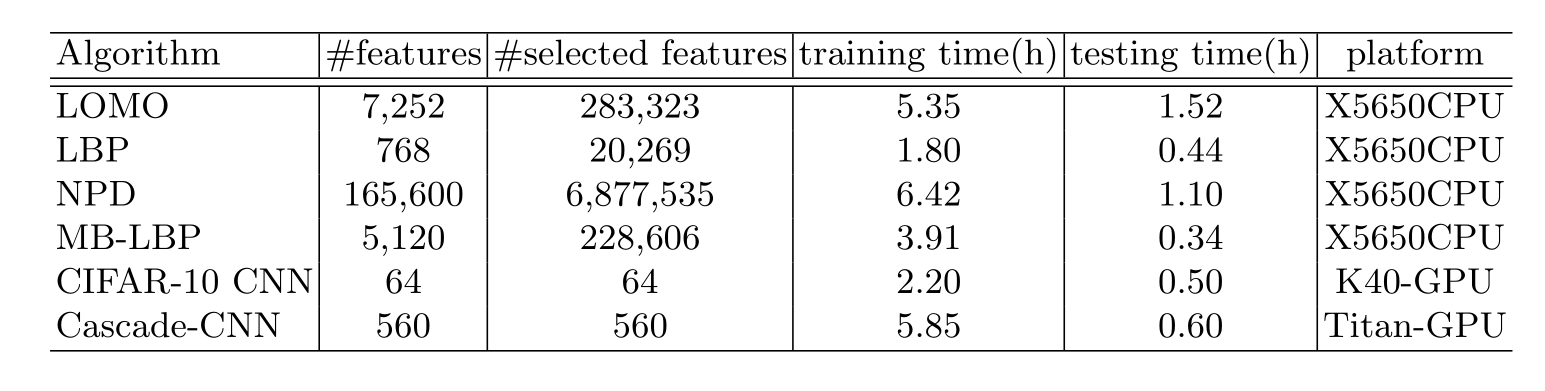 Algorithm #features #selected features training time(h) testing time(h) platform
LOMO 7,252 283,323 5.35 1.52 X5650CPU
LBP 768 20,269 1.80 0.44 X5650CPU
NPD 165,600 6,877,535 6.42 1.10 X5650CPU
MB-LBP 5,120 228,606 3.91 0.34 X5650CPU
CIFAR-10 CNN 64 64 2.20 0.50 K40-GPU
Cascade-CNN 560 560 5.85 0.60 Titan-GPU